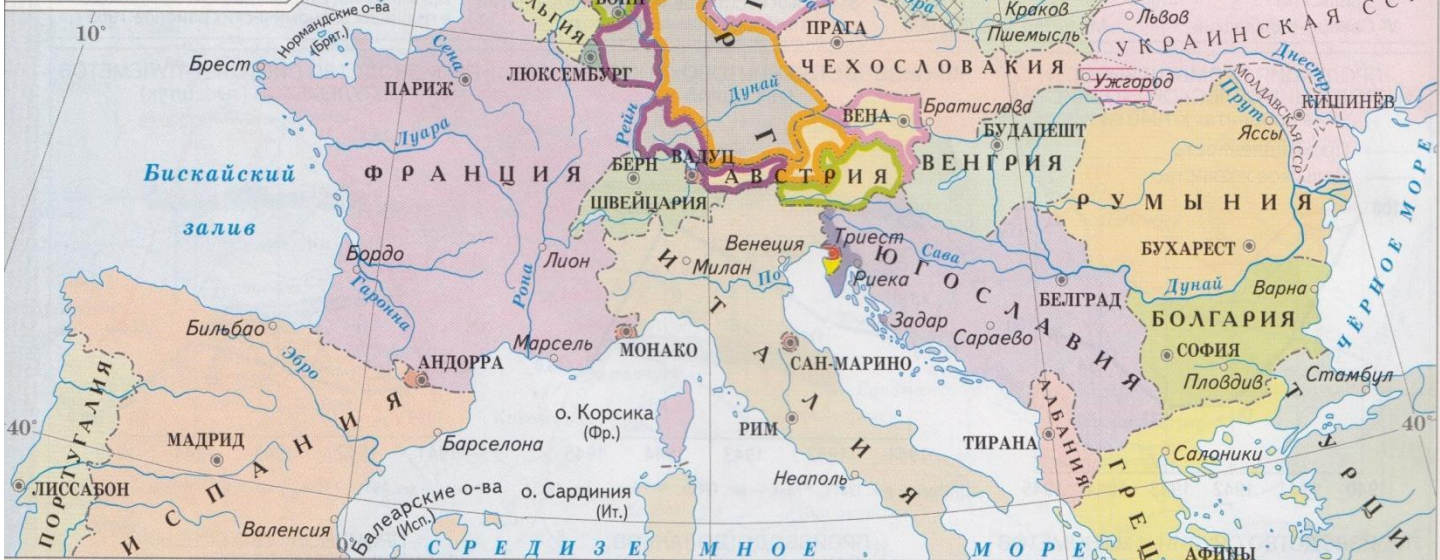 Нормандские о-ва
(Брит.)
10°
Брест
ПАРИЖ
Сена
ЛЮКСЕМБУРГ
Рейн
Луара
ФРАНЦИЯ
Бискайский
залив
БЕРН
ВАДУЦ
ШВЕЙЦАРИЯ
АВСТРИЯ
ВЕНА
Дунай
ПРАГА
ЧЕХОСЛОВАКИЯ
Братислава
Краков
Пшемысль
Львов
УКРАИНСКАЯ ССР
Ужгород
Днестр
МОЛДАВСКАЯ ССР
КИШИНЁВ
Прут
Яссы
БУДАПЕШТ
ВЕНГРИЯ
РУМЫНИЯ
БУХАРЕСТ
Дунай
ЧЁРНОЕ МОРЕ
Бордо
Гаронна
Лион
Рона
Марсель
МОНАКО
АНДОРРА
Венеция
Милан
По
Триест
Риека
Сава
ЮГОСЛАВИЯ
БЕЛГРАД
Задар
Сараево
САН-МАРИНО
ИТАЛИЯ
РИМ
Неаполь
о. Корсика
(Фр.)
о. Сардиния
(Ит.)
БОЛГАРИЯ
Варна
СОФИЯ
Пловдив
Стамбул
АЛБАНИЯ
ТИРАНА
Салоники
ГРЕЦ
АФИНЫ
ТУРЦИ
40°
Бильбао
Эбро
ИСПАНИЯ
МАДРИД
Барселона
Валенсия
Балеарские о-ва
(Исп.)
ПОРТУГАЛИЯ
ЛИССАБОН
40°
0°
СРЕДИЗЕМНОЕ МОРЕ